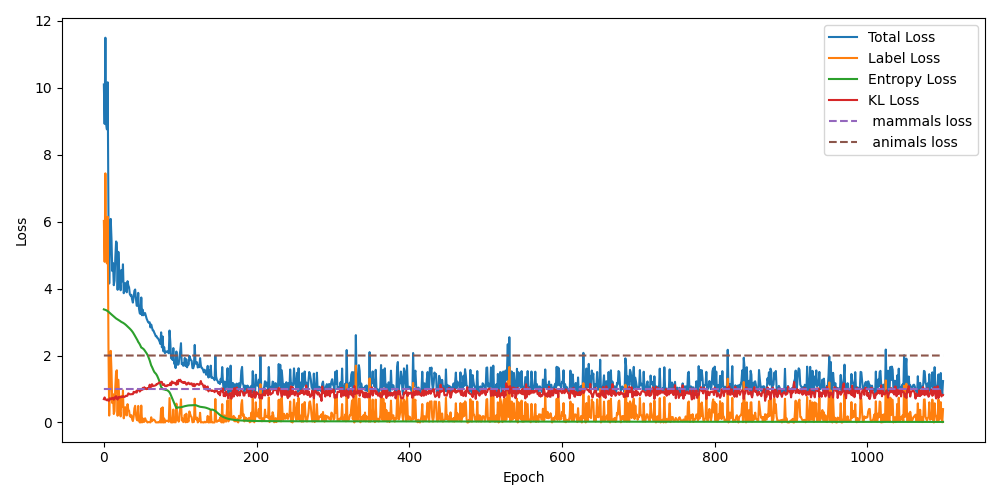 12
10
8
6
4
2
0
Loss
0 200 400 600 800 1000
Epoch
Total Loss
Label Loss
Entropy Loss
KL Loss
mammals loss
animals loss